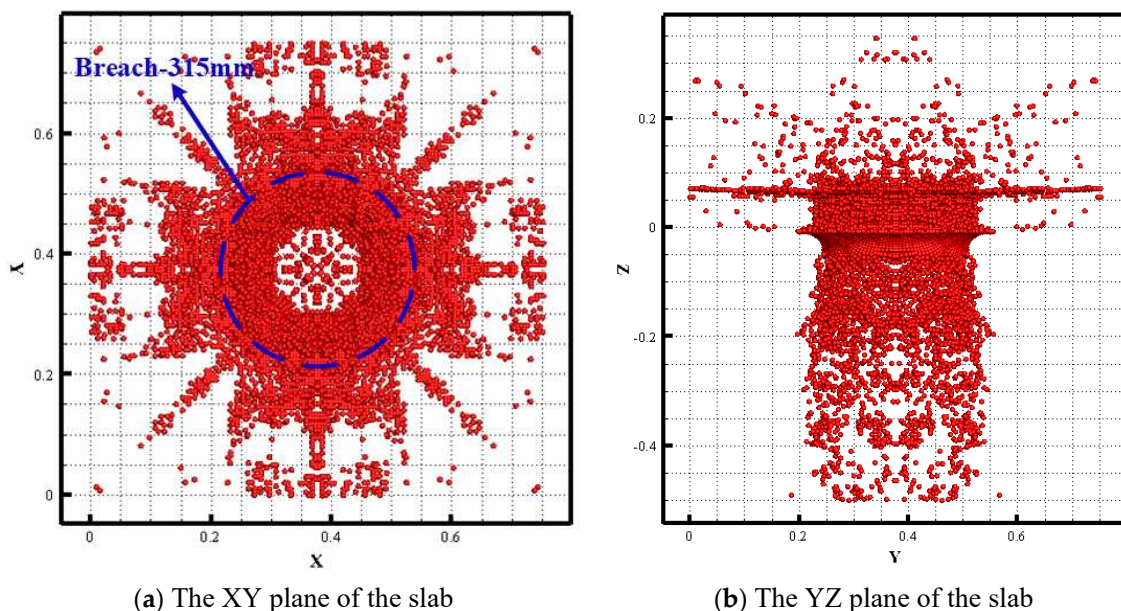 Breach-315mm
0.6
0.4
0.2
0
X
0
0.2
0.4
0.6
X
0.2
0
-0.2
-0.4
Z
0
0.2
0.4
0.6
Y
(a) The XY plane of the slab
(b) The YZ plane of the slab